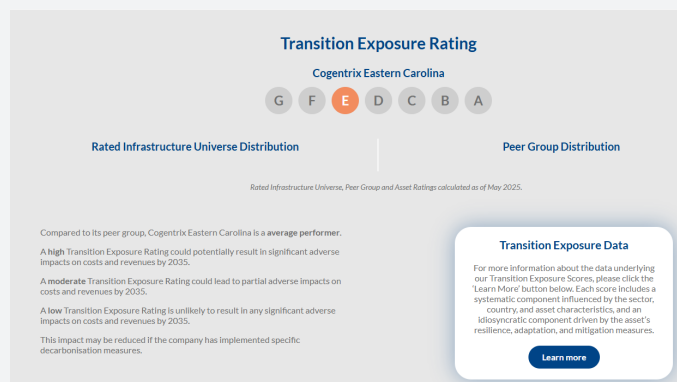 Transition Exposure Rating
Cogentrix Eastern Carolina
G F E D C B A
Rated Infrastructure Universe Distribution
Peer Group Distribution
Rated Infrastructure Universe, Peer Group and Asset Ratings calculated as of May 2025.
Compared to its peer group, Cogentrix Eastern Carolina is a average performer.
A high Transition Exposure Rating could potentially result in significant adverse
impacts on costs and revenues by 2035.
A moderate Transition Exposure Rating could lead to partial adverse impacts on
costs and revenues by 2035.
A low Transition Exposure Rating is unlikely to result in any significant adverse
impacts on costs and revenues by 2035.
This impact may be reduced if the company has implemented specific
decarbonisation measures.
Transition Exposure Data
For more information about the data underlying
our Transition Exposure Scores, please click the
'Learn More' button below. Each score includes a
systematic component influenced by the sector,
country, and asset characteristics, and an
idiosyncratic component driven by the asset's
resilience, adaptation, and mitigation measures.
Learn more